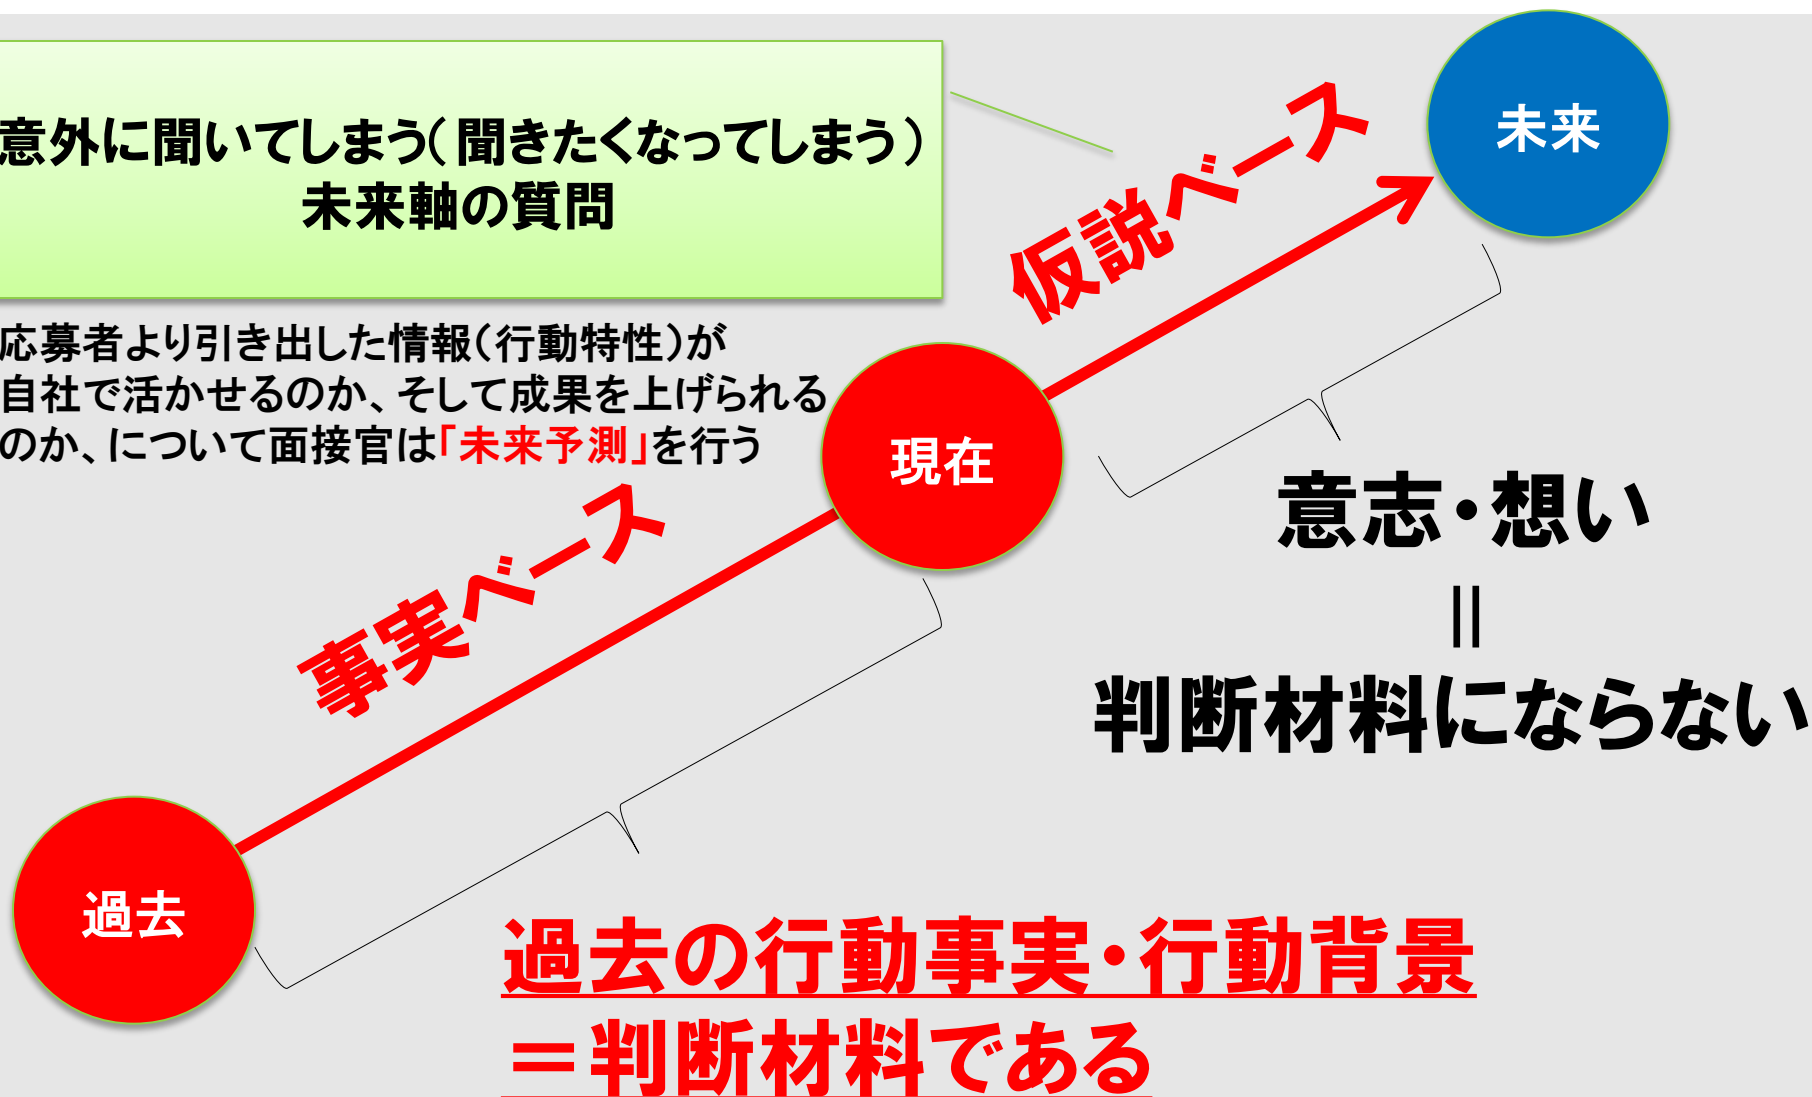 未来
意外に聞いてしまう（聞きたくなってしまう）
未来軸の質問
仮説ベース
応募者より引き出した情報（行動特性）が
自社で活かせるのか、そして成果を上げられる
のか、について面接官は「未来予測」を行う
現在
意志・想い
||
判断材料にならない
事実ベース
過去
過去の行動事実・行動背景
＝判断材料である